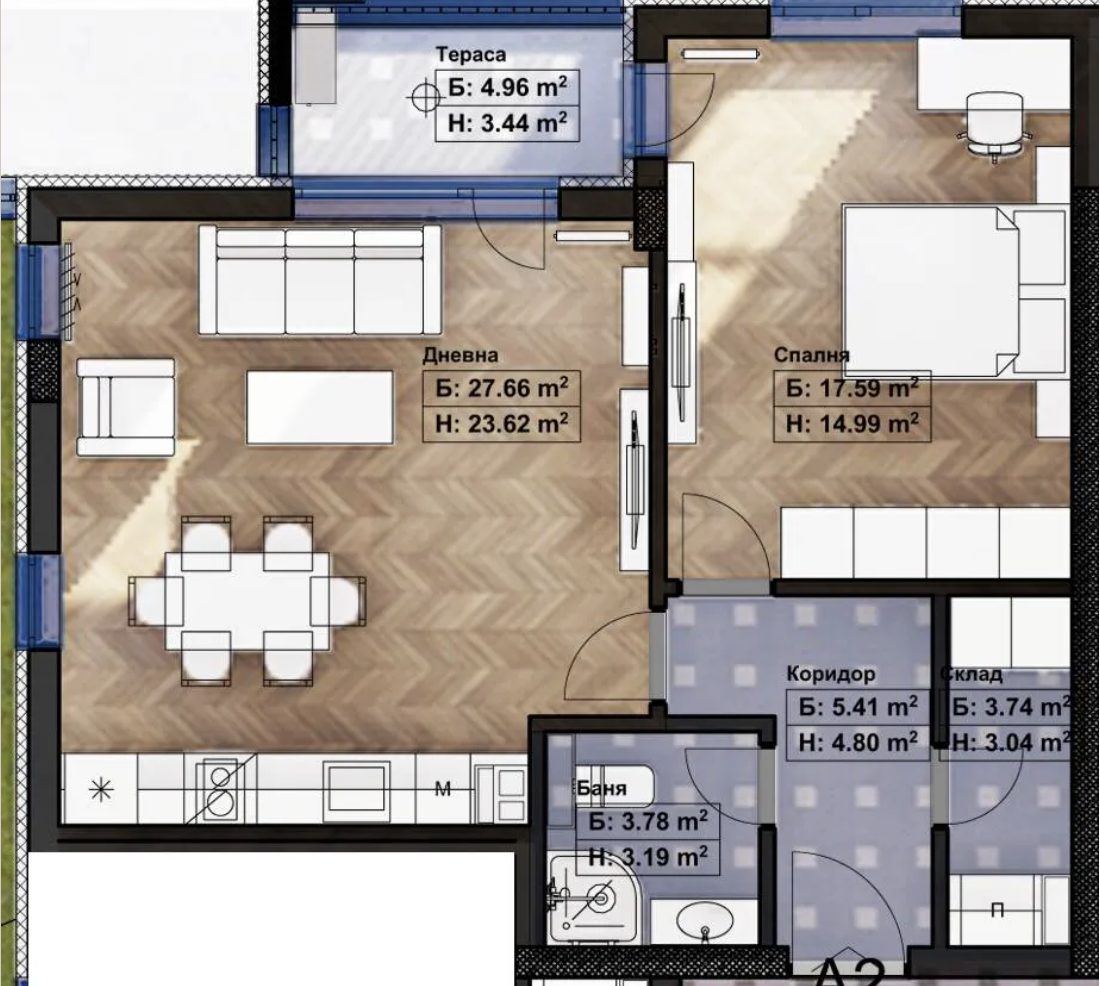 Тераса
Б: 4.96 m²
Н: 3.44 m²
Дневна
Б: 27.66 m²
Н: 23.62 m²
Спалня
Б: 17.59 m²
Н: 14.99 m²
Коридор
Б: 5.41 m²
Н: 4.80 m²
Склад
Б: 3.74 m²
Н: 3.04 m²
Баня
Б: 3.78 m²
Н: 3.19 m²
М
П
А2